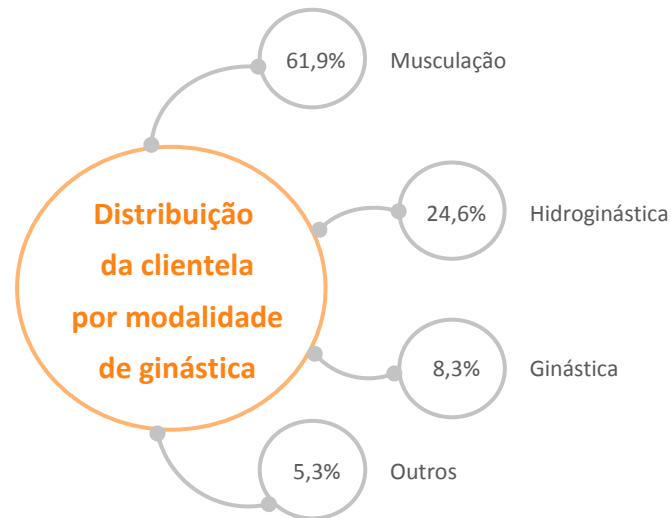 61,9% Musculação
Distribuição
da clientela
por modalidade
de ginástica
24,6% Hidroginástica
8,3% Ginástica
5,3% Outros